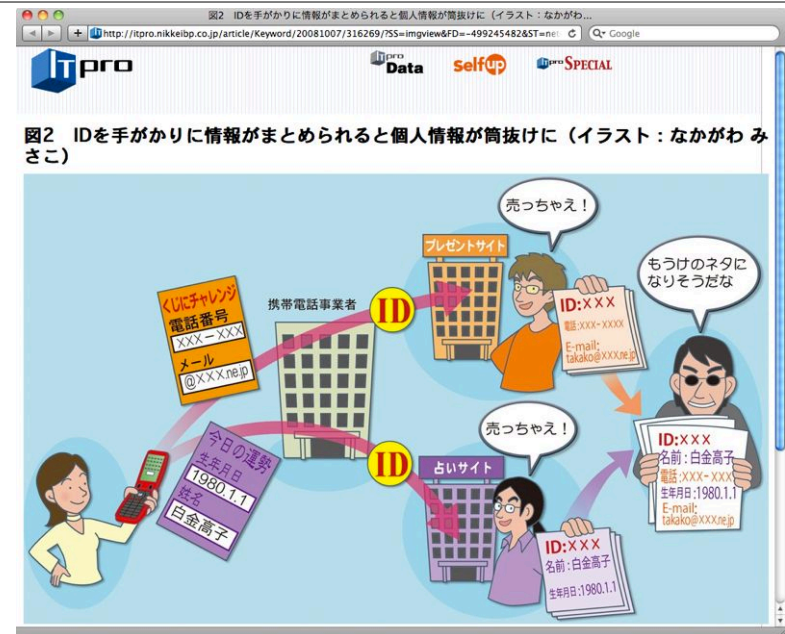 図2 IDを手がかりに情報がまとめられると個人情報が筒抜けに（イラスト：なかがわ...
http://itpro.nikkeibp.co.jp/article/Keyword/20081007/316269/?SS=imgview&FD=-499245482&ST=net
Google
ITpro
ITpro Data
selfup
ITpro SPECIAL
図2 IDを手がかりに情報がまとめられると個人情報が筒抜けに（イラスト：なかがわ み
さこ）
売っちゃえ！
プレゼントサイト
もうけのネタに
なりそうだな
くじにチャレンジ
電話番号
XXX－XXX
メール
@XXX.ne.jp
携帯電話事業者
ID
ID:×××
電話:XXX-XXXX
E-mail;
takako@XXX.ne.jp
今日の運勢
生年月日
1980.1.1
姓名
白金高子
ID
占いサイト
売っちゃえ！
ID:×××
名前:白金高子
生年月日:1980.1.1
ID:×××
名前:白金高子
電話:XXX-XXX
生年月日:1980.1.1
E-mail;
takako@XXX.ne.jp